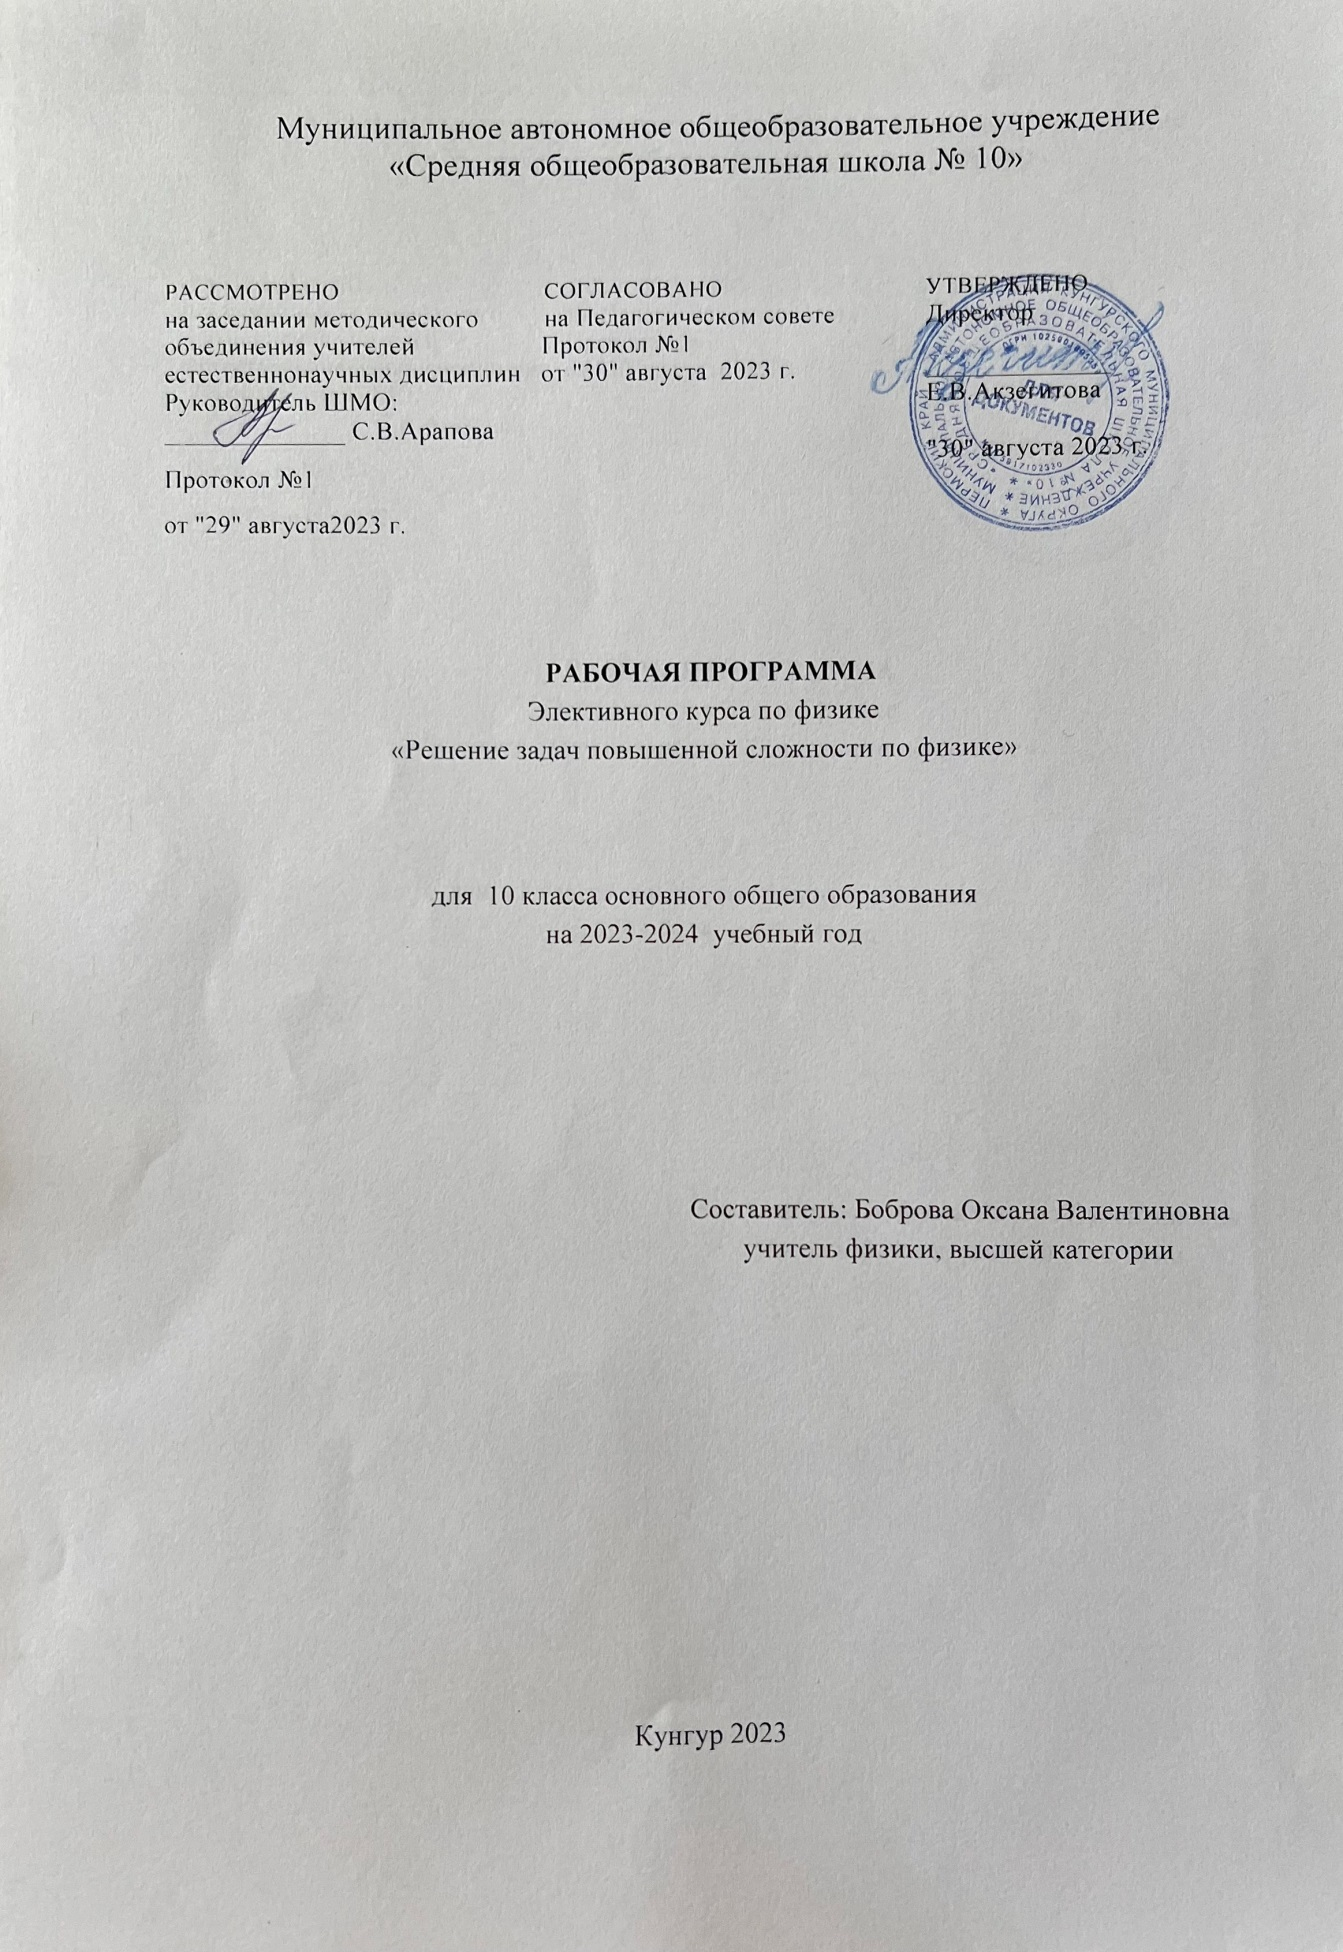 Муниципальное автономное общеобразовательное учреждение
«Средняя общеобразовательная школа № 10»
РАССМОТРЕНО
на заседании методического
объединения учителей
естественнонаучных дисциплин
Руководитель ШМО:
С.В.Арапова
Протокол №1
от "29" августа2023 г.
СОГЛАСОВАНО
на Педагогическом совете
Протокол №1
от "30" августа 2023 г.
УТВЕРЖДЕНО
Директор
Е.В.Акзегитова
"30" августа 2023 г.
ДЛЯ
ДОКУМЕНТОВ
РАБОЧАЯ ПРОГРАММА
Элективного курса по физике
«Решение задач повышенной сложности по физике»
для 10 класса основного общего образования
на 2023-2024 учебный год
Составитель: Боброва Оксана Валентиновна
учитель физики, высшей категории
Кунгур 2023